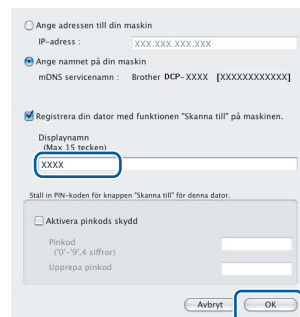 Ange adressen till din maskin
IP-adress : XXX.XXX.XXX.XXX
Ange namnet på din maskin
mDNS servicenamn : Brother DCP-XXXX [XXXXXXXXXXXX]
Registrera din dator med funktionen "Skanna till" på maskinen.
Displaynamn
(Max 15 tecken)
XXXX
Ställ in PIN-koden för knappen "Skanna till" för denna dator.
Aktivera pinkods skydd
Pinkod
('0'-'9',4 siffror)
Upprepa pinkod
Avbryt OK